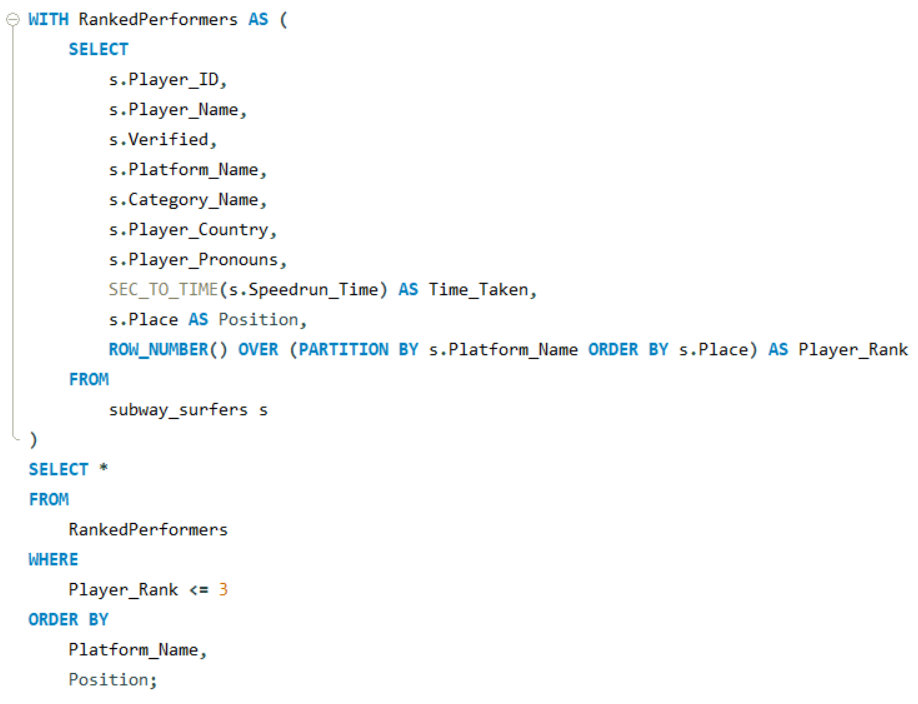 WITH RankedPerformers AS (
SELECT
s.Player_ID,
s.Player_Name,
s.Verified,
s.Platform_Name,
s.Category_Name,
s.Player_Country,
s.Player_Pronouns,
SEC_TO_TIME(s.Speedrun_Time) AS Time_Taken,
s.Place AS Position,
ROW_NUMBER() OVER (PARTITION BY s.Platform_Name ORDER BY s.Place) AS Player_Rank
FROM
subway_surfers s
)
SELECT *
FROM
RankedPerformers
WHERE
Player_Rank <= 3
ORDER BY
Platform_Name,
Position;